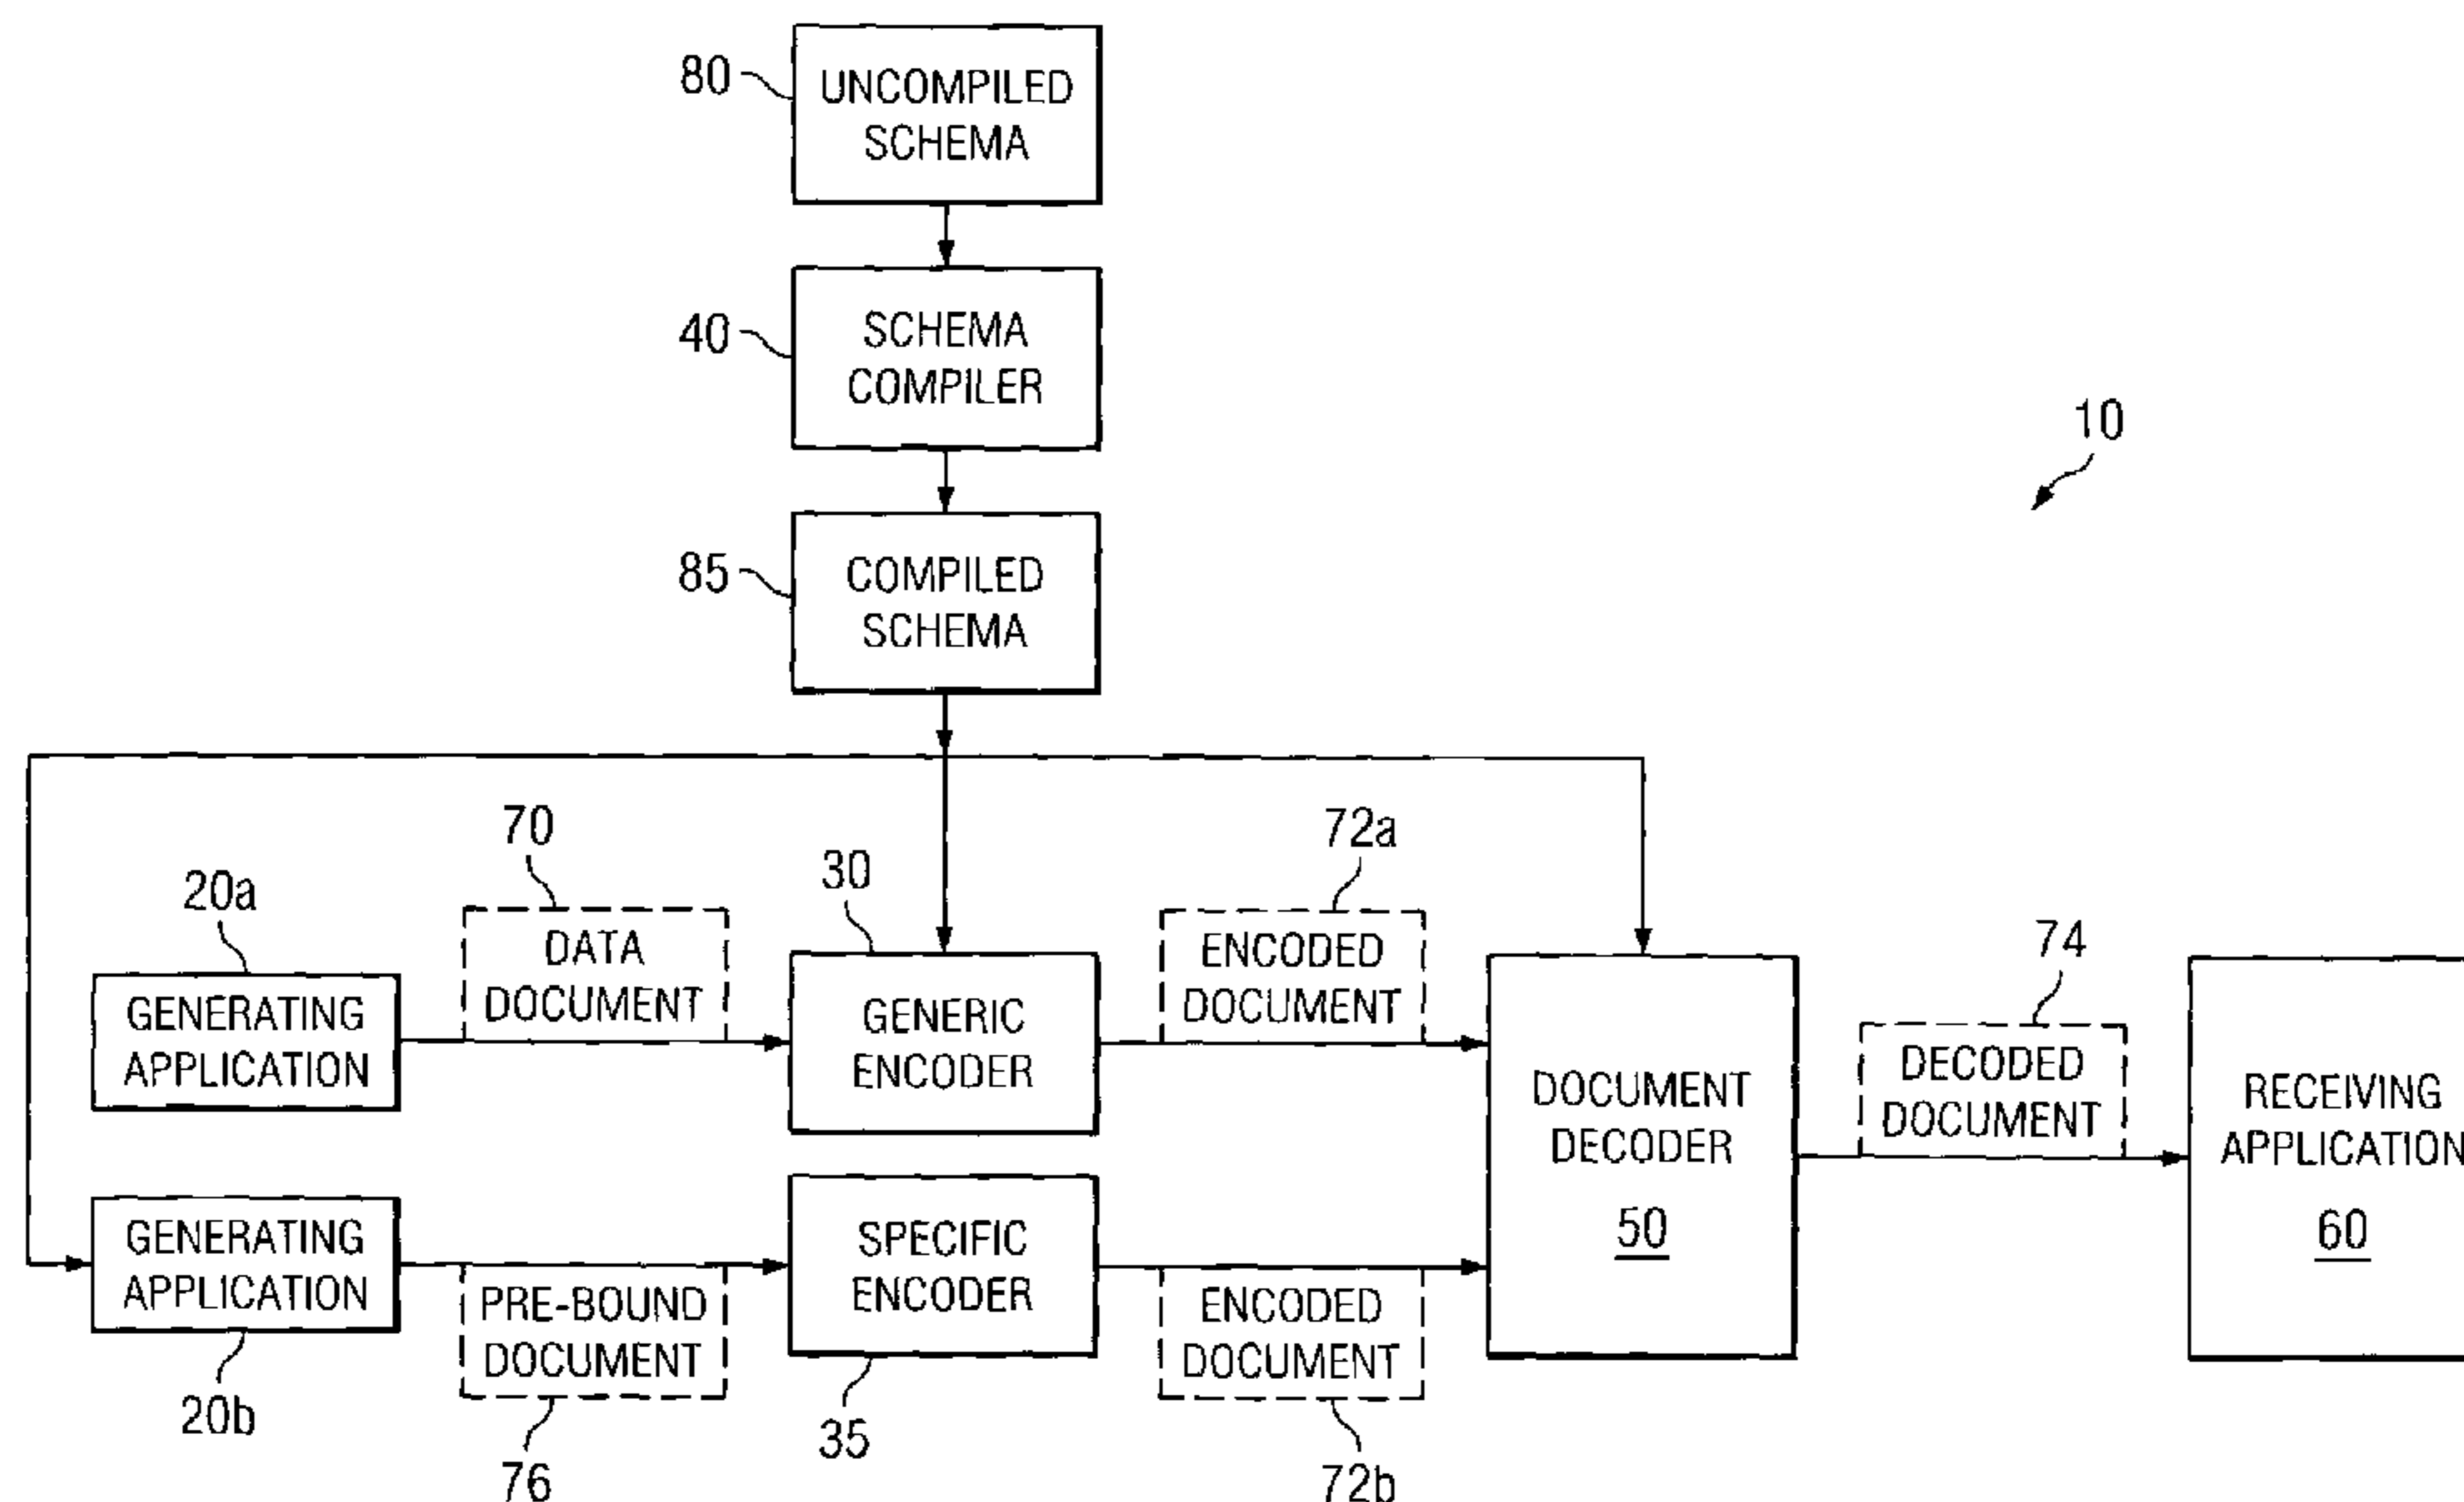 80
UNCOMPILED
SCHEMA
40
SCHEMA
COMPILER
10
85
COMPILED
SCHEMA
70
72a
20a
30
74
DATA
DOCUMENT
ENCODED
DOCUMENT
GENERATING
APPLICATION
GENERIC
ENCODER
DOCUMENT
DECODER
50
DECODED
DOCUMENT
RECEIVING
APPLICATION
60
GENERATING
APPLICATION
PRE-BOUND
DOCUMENT
SPECIFIC
ENCODER
ENCODED
DOCUMENT
20b
76
35
72b